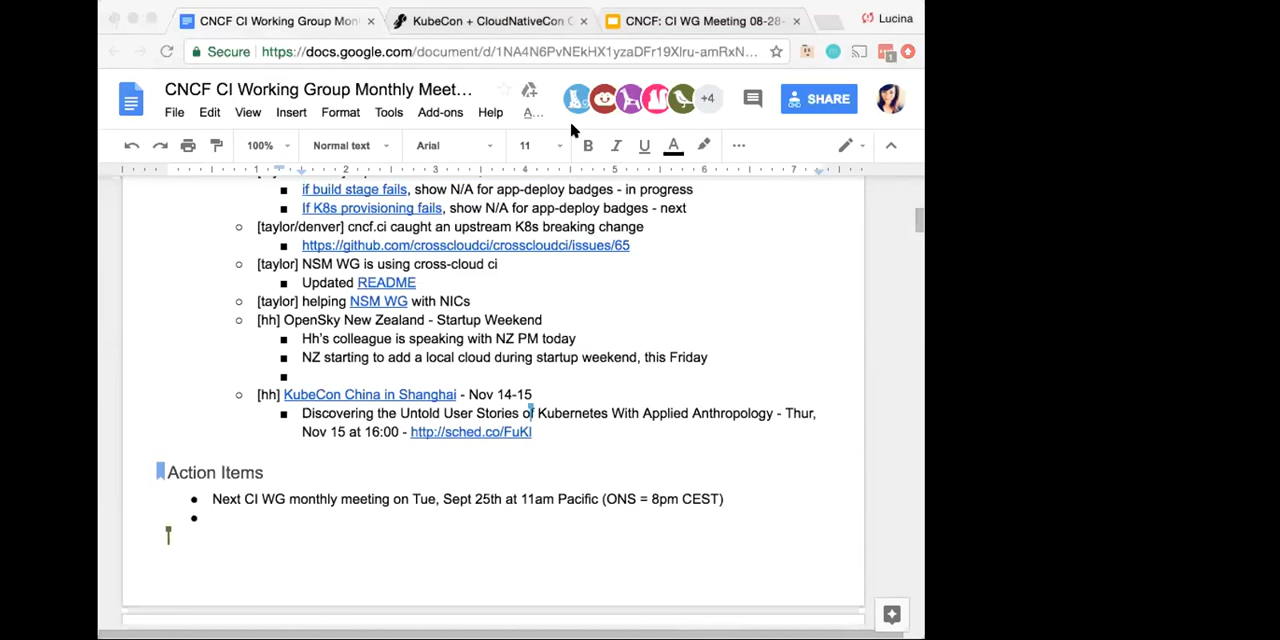 CNCF CI Working Group Mon
KubeCon + CloudNativeCon C
CNCF: CI WG Meeting 08-28-
Lucina
Secure
https://docs.google.com/document/d/1NA4N6PvNEkHX1yzaDFr19Xlru-amRxN...
CNCF CI Working Group Monthly Meet...
+4
SHARE
File Edit View Insert Format Tools Add-ons Help A...
100% Normal text Arial 11 B I U A
1 2 3 4 5 6 7
if build stage fails, show N/A for app-deploy badges - in progress
If K8s provisioning fails, show N/A for app-deploy badges - next
[taylor/denver] cncf.ci caught an upstream K8s breaking change
https://github.com/crosscloudci/crosscloudci/issues/65
[taylor] NSM WG is using cross-cloud ci
Updated README
[taylor] helping NSM WG with NICs
[hh] OpenSky New Zealand - Startup Weekend
Hh's colleague is speaking with NZ PM today
NZ starting to add a local cloud during startup weekend, this Friday
[hh] KubeCon China in Shanghai - Nov 14-15
Discovering the Untold User Stories of Kubernetes With Applied Anthropology - Thur,
Nov 15 at 16:00 - http://sched.co/FuKl
Action Items
Next CI WG monthly meeting on Tue, Sept 25th at 11am Pacific (ONS = 8pm CEST)